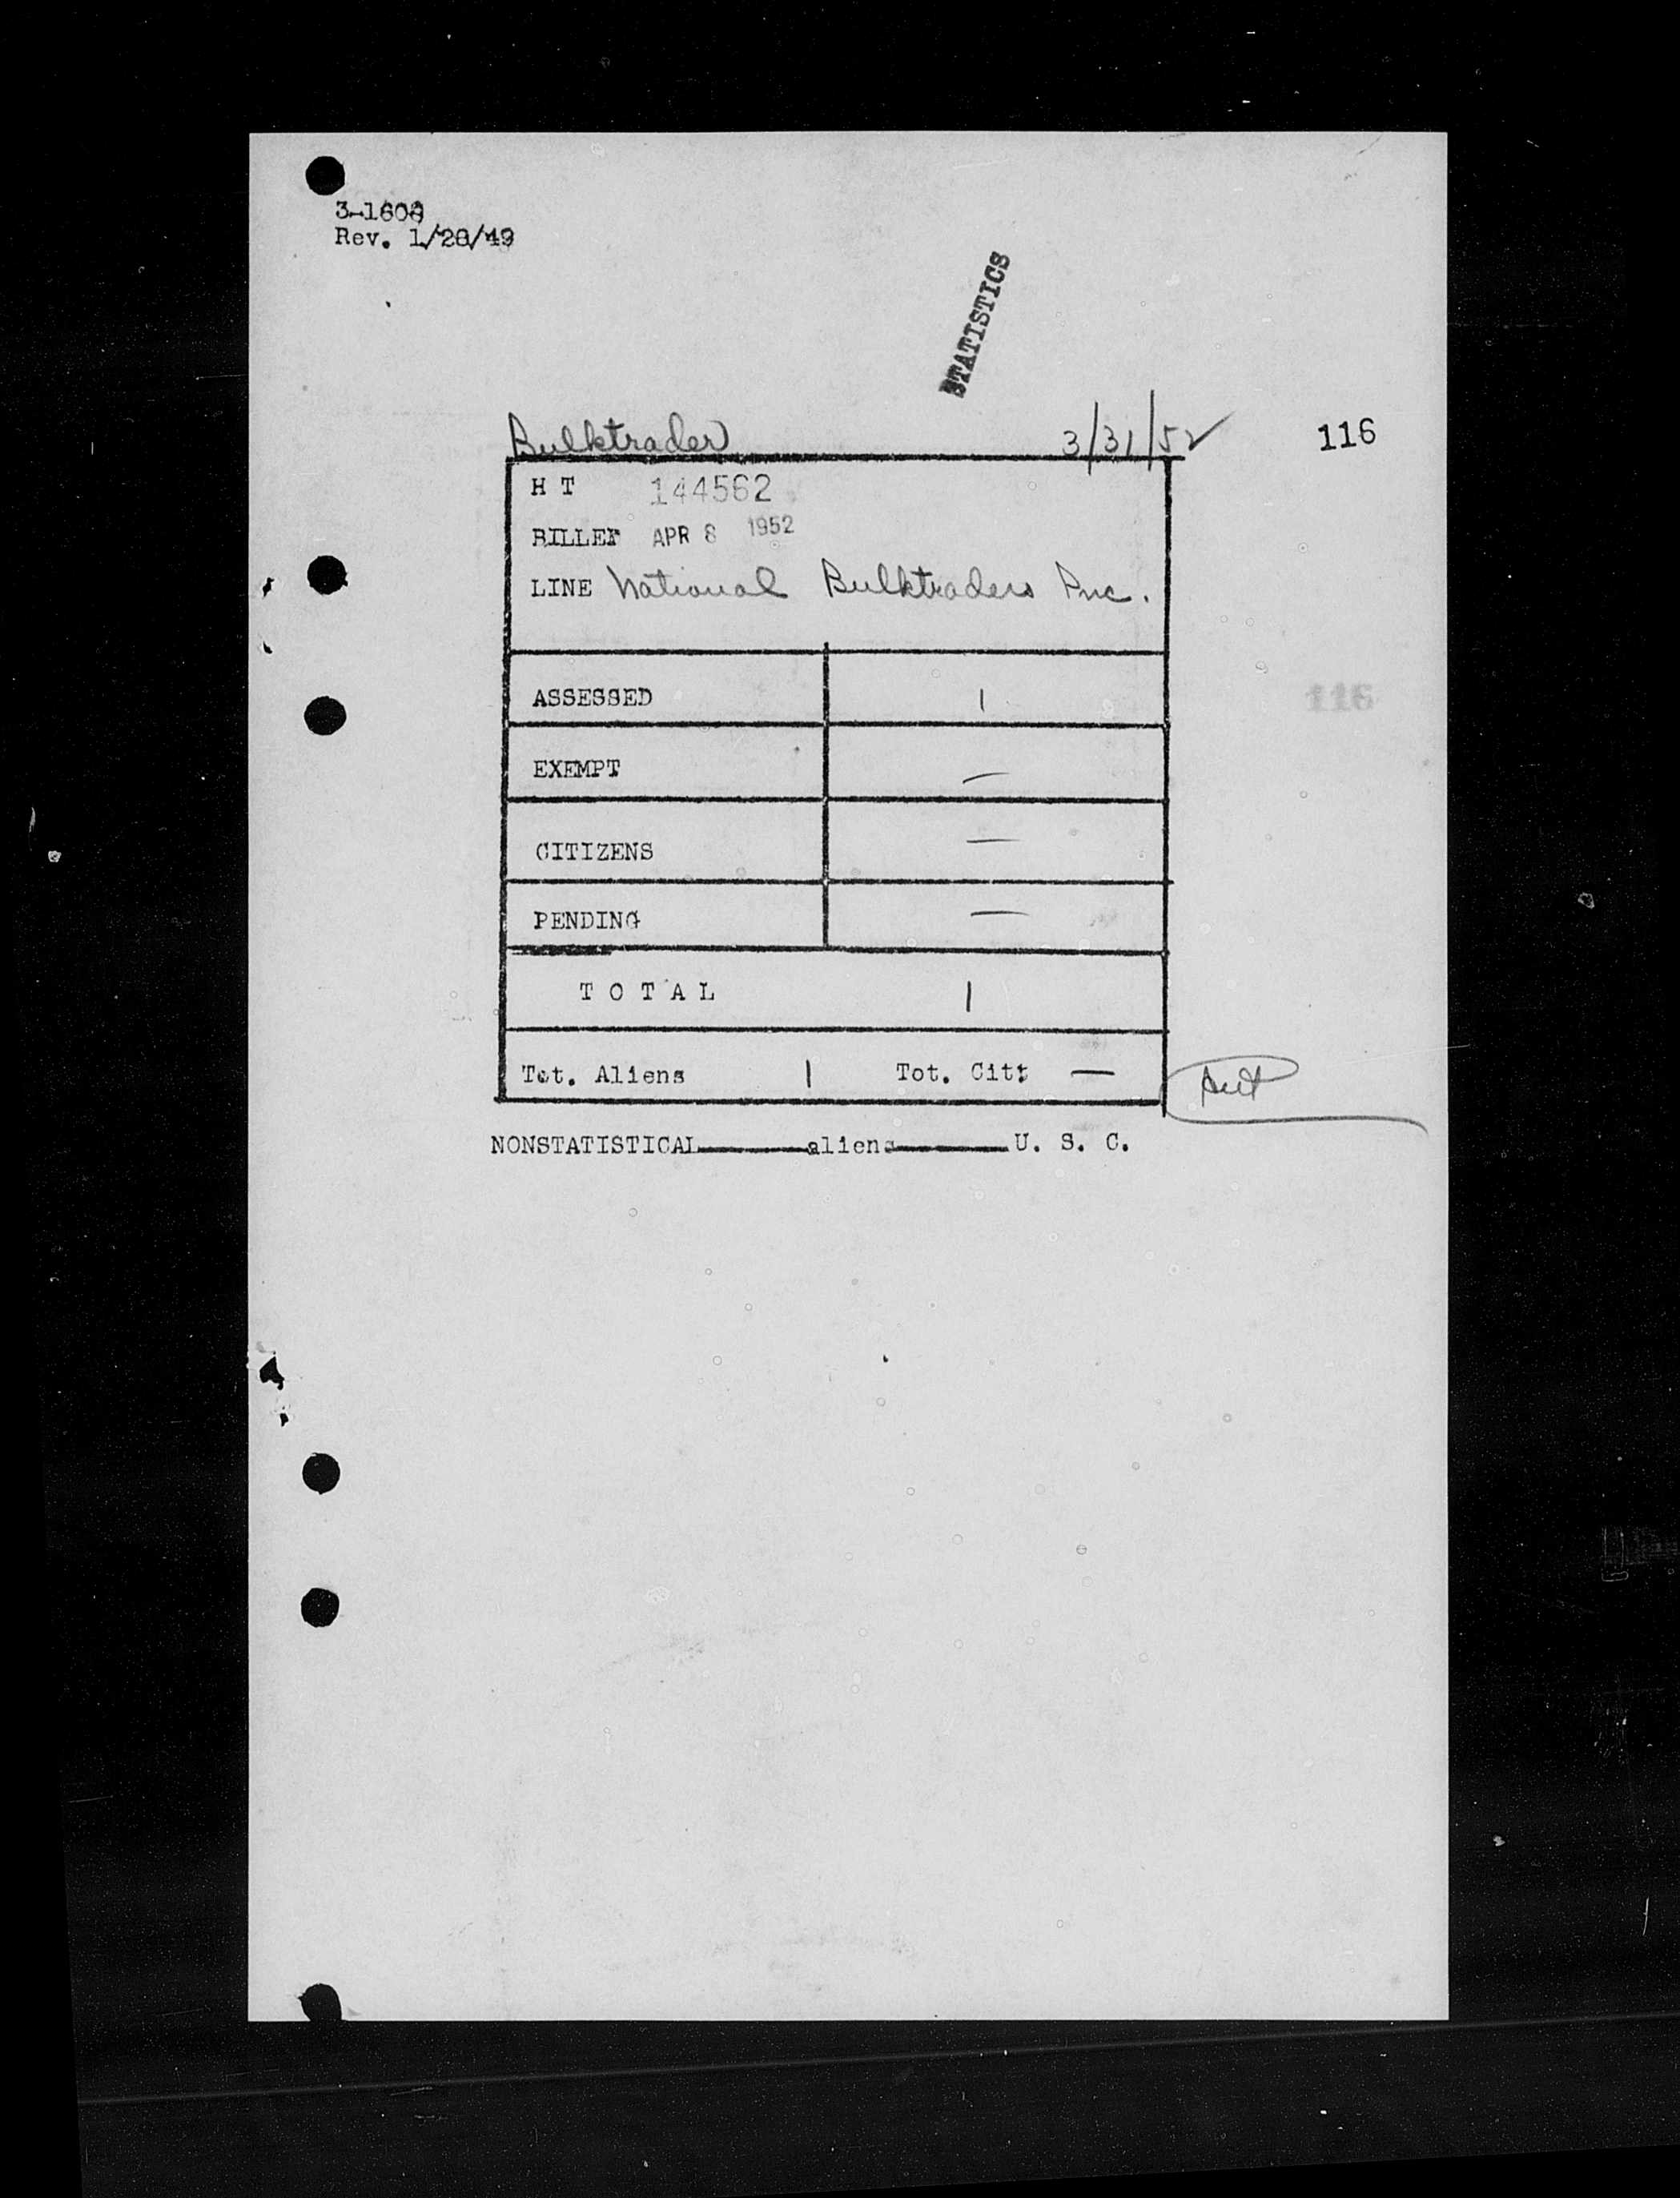 3-1608
Rev. 1/28/49
STATISTICS
Bulktrader 3/31/52 116
H T 144562
BILLED APR 8 1952
LINE National Bulktraders Inc.
116
ASSESSED 1
EXEMPT —
CITIZENS —
PENDING —
T O T A L 1
Tot. Aliens 1 Tot. Cit: —
NONSTATISTICAL aliens U. S. C.